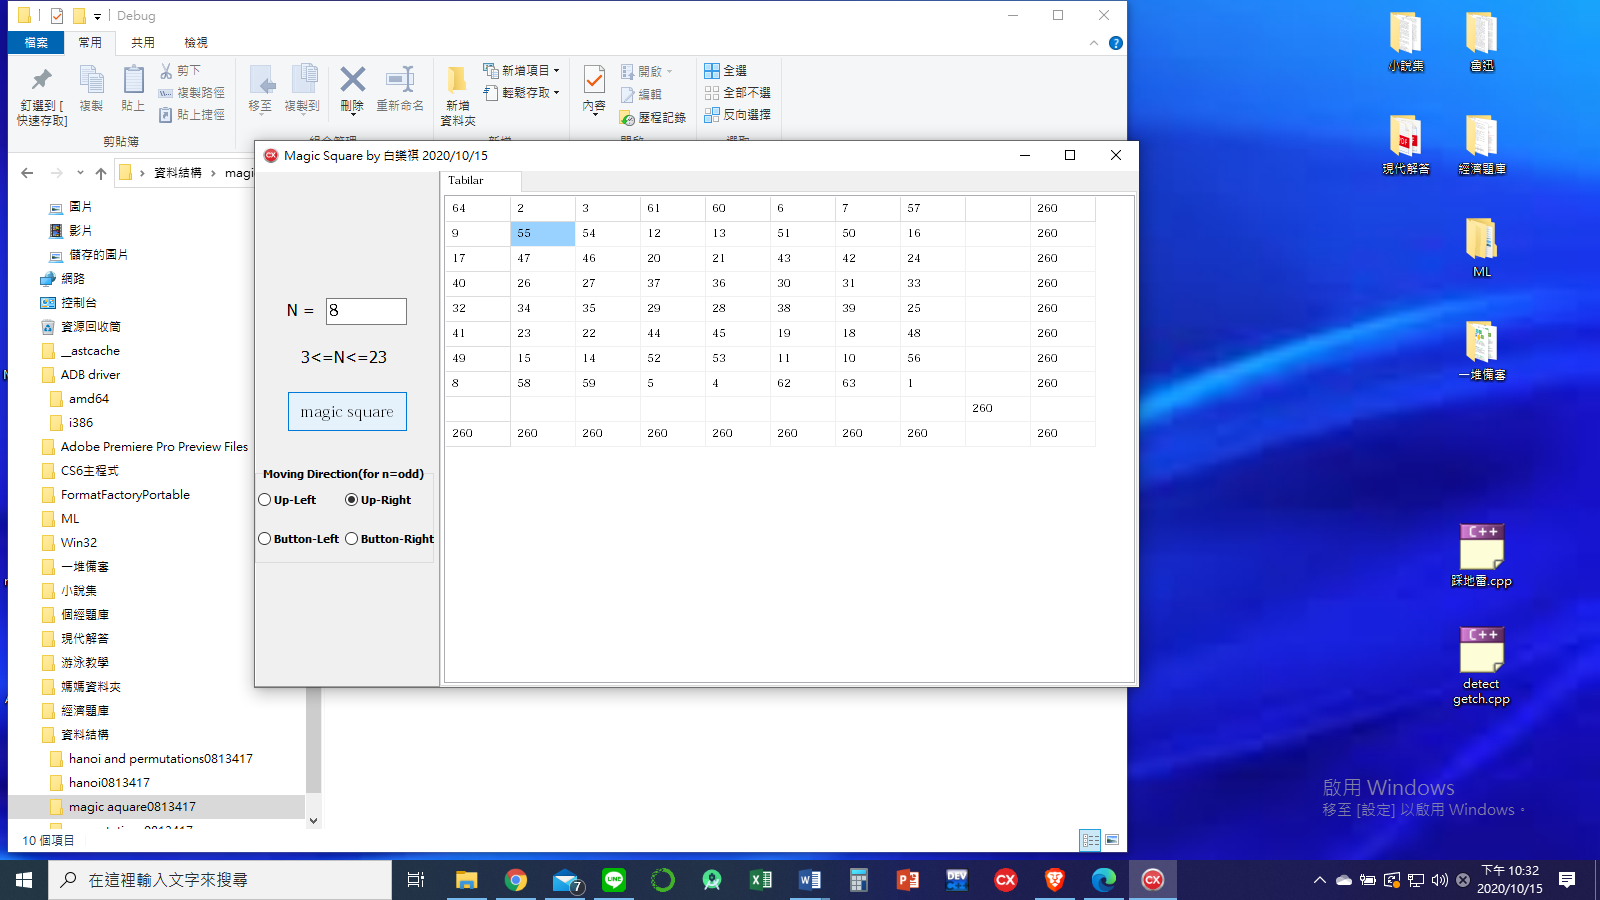 Debug
檔案 常用 共用 檢視
釘選到 [
快速存取]
複製
貼上
剪下
複製路徑
貼上捷徑
剪貼簿
移至
複製到
刪除
重新命名
新增
資料夾
新增項目
輕鬆存取
內容
開啟
編輯
歷程記錄
全選
全部不選
反向選擇
資料結構
圖片
影片
儲存的圖片
網路
控制台
資源回收筒
__astcache
ADB driver
amd64
i386
Adobe Premiere Pro Preview Files
CS6主程式
FormatFactoryPortable
ML
Win32
一堆備審
小說集
個經題庫
現代解答
游泳教學
媽媽資料夾
經濟題庫
資料結構
hanoi and permutations0813417
hanoi0813417
magic aquare0813417
10 個項目
Magic Square by 白樂祺 2020/10/15
N = 8
3<=N<=23
magic square
Moving Direction(for n=odd)
Up-Left Up-Right
Button-Left Button-Right
Tabilar
64 2 3 61 60 6 7 57 260
9 55 54 12 13 51 50 16 260
17 47 46 20 21 43 42 24 260
40 26 27 37 36 30 31 33 260
32 34 35 29 28 38 39 25 260
41 23 22 44 45 19 18 48 260
49 15 14 52 53 11 10 56 260
8 58 59 5 4 62 63 1 260
260
260 260 260 260 260 260 260 260 260
小說集
魯迅
現代解答
經濟題庫
ML
一堆備審
C++
踩地雷.cpp
C++
detect
getch.cpp
啟用 Windows
移至 [設定] 以啟用 Windows。
在這裡輸入文字來搜尋
7
LINE
DEV
CX
CX
下午 10:32
2020/10/15